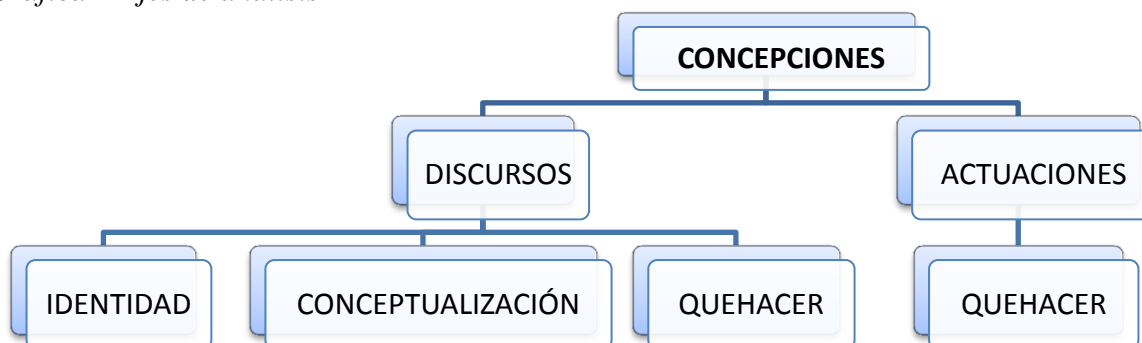 CONCEPCIONES
DISCURSOS
ACTUACIONES
IDENTIDAD
CONCEPTUALIZACIÓN
QUEHACER
QUEHACER